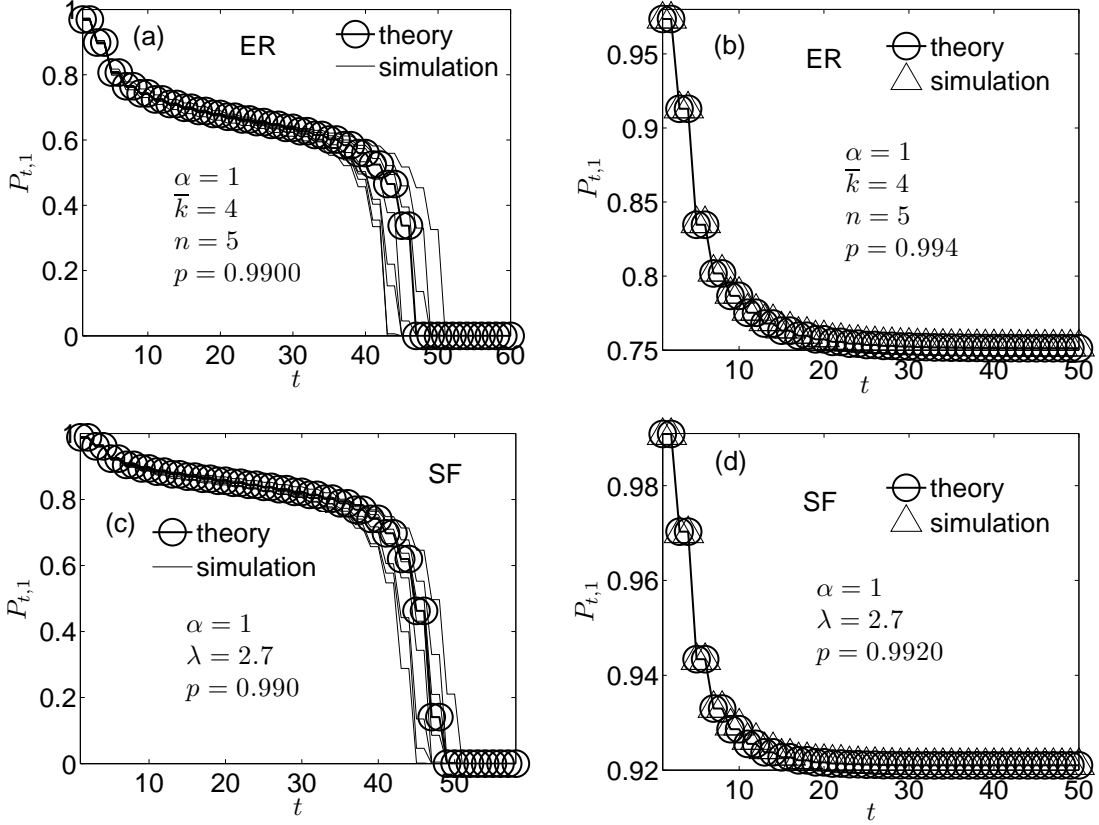 (a)
ER
theory
simulation
α = 1
k̅ = 4
n = 5
p = 0.9900
P_{t,1}
1
0.8
0.6
0.4
0.2
0
10 20 30 40 50 60
t
(b)
ER
theory
simulation
α = 1
k̅ = 4
n = 5
p = 0.994
P_{t,1}
0.95
0.9
0.85
0.8
0.75
10 20 30 40 50
t
SF
(c)
theory
simulation
α = 1
λ = 2.7
p = 0.990
P_{t,1}
1
0.8
0.6
0.4
0.2
0
10 20 30 40 50
t
(d)
SF
theory
simulation
α = 1
λ = 2.7
p = 0.9920
P_{t,1}
0.98
0.96
0.94
0.92
10 20 30 40 50
t